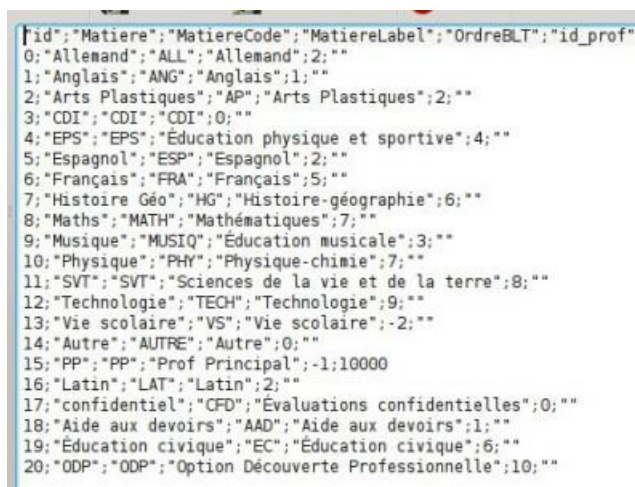 "id";"Matiere";"MatiereCode";"MatiereLabel";"OrdreBLT";"id_prof"
0;"Allemand";"ALL";"Allemand";2;""
1;"Anglais";"ANG";"Anglais";1;""
2;"Arts Plastiques";"AP";"Arts Plastiques";2;""
3;"CDI";"CDI";"CDI";0;""
4;"EPS";"EPS";"Éducation physique et sportive";4;""
5;"Espagnol";"ESP";"Espagnol";2;""
6;"Français";"FRA";"Français";5;""
7;"Histoire Géo";"HG";"Histoire-géographie";6;""
8;"Maths";"MATH";"Mathématiques";7;""
9;"Musique";"MUSIQ";"Éducation musicale";3;""
10;"Physique";"PHY";"Physique-chimie";7;""
11;"SVT";"SVT";"Sciences de la vie et de la terre";8;""
12;"Technologie";"TECH";"Technologie";9;""
13;"Vie scolaire";"VS";"Vie scolaire";-2;""
14;"Autre";"AUTRE";"Autre";0;""
15;"PP";"PP";"Prof Principal";-1;10000
16;"Latin";"LAT";"Latin";2;""
17;"confidentiel";"CFD";"Évaluations confidentielles";0;""
18;"Aide aux devoirs";"AAD";"Aide aux devoirs";1;""
19;"Éducation civique";"EC";"Éducation civique";6;""
20;"ODP";"ODP";"Option Découverte Professionnelle";10;""